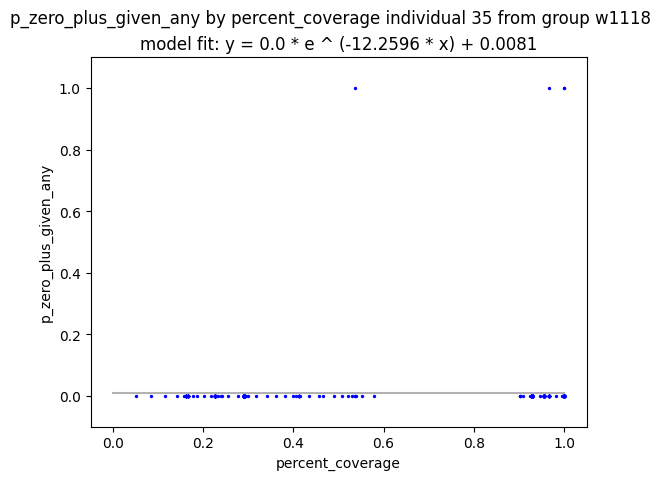 p_zero_plus_given_any by percent_coverage individual 35 from group w1118
model fit: y = 0.0 * e ^ (-12.2596 * x) + 0.0081
p_zero_plus_given_any
1.0
0.8
0.6
0.4
0.2
0.0
0.0 0.2 0.4 0.6 0.8 1.0
percent_coverage